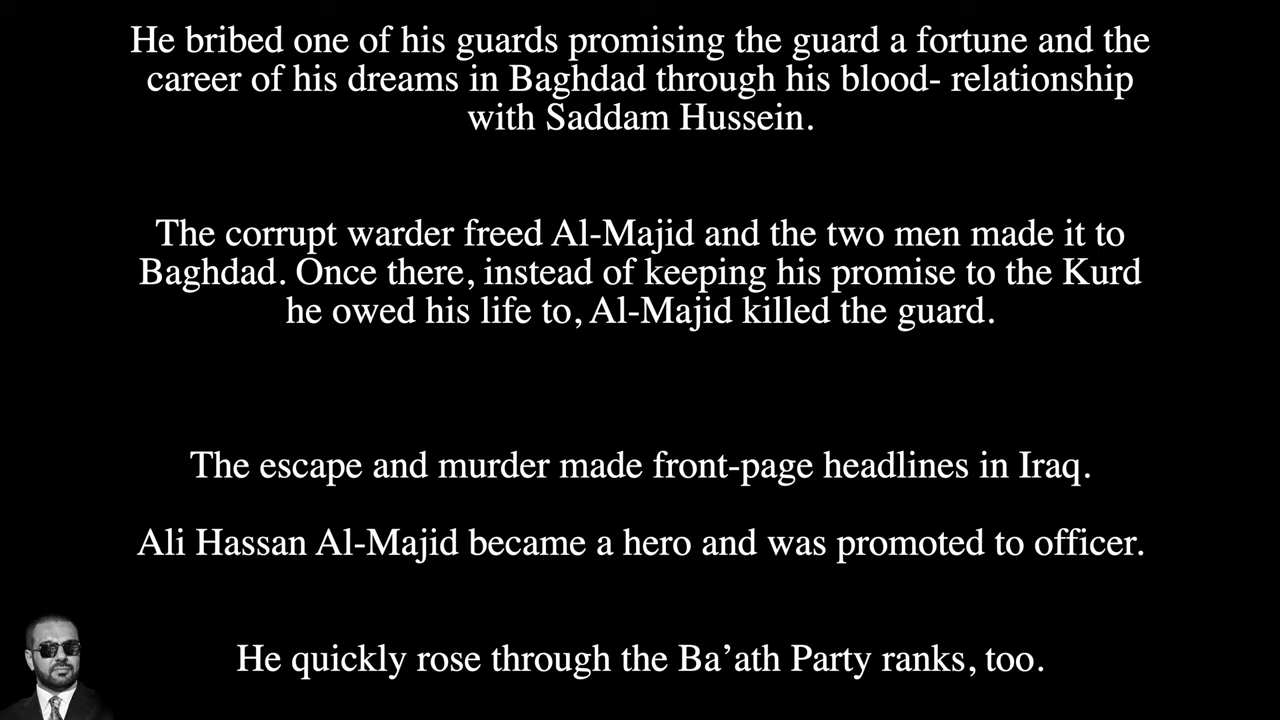 He bribed one of his guards promising the guard a fortune and the
career of his dreams in Baghdad through his blood- relationship
with Saddam Hussein.
The corrupt warder freed Al-Majid and the two men made it to
Baghdad. Once there, instead of keeping his promise to the Kurd
he owed his life to, Al-Majid killed the guard.
The escape and murder made front-page headlines in Iraq.
Ali Hassan Al-Majid became a hero and was promoted to officer.
He quickly rose through the Ba’ath Party ranks, too.